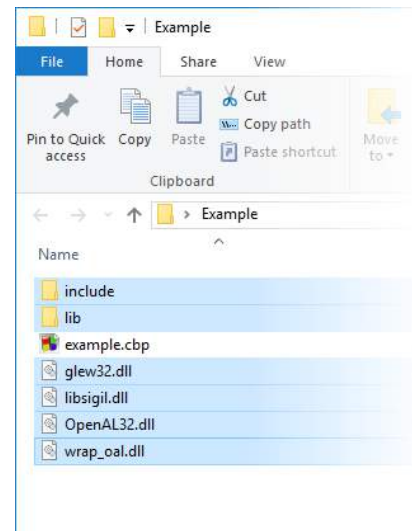 Example
File Home Share View
Pin to Quick access
Copy
Paste
Cut
Copy path
Paste shortcut
Move to
Clipboard
Example
Name
include
lib
example.cbp
glew32.dll
libsigil.dll
OpenAL32.dll
wrap_oal.dll